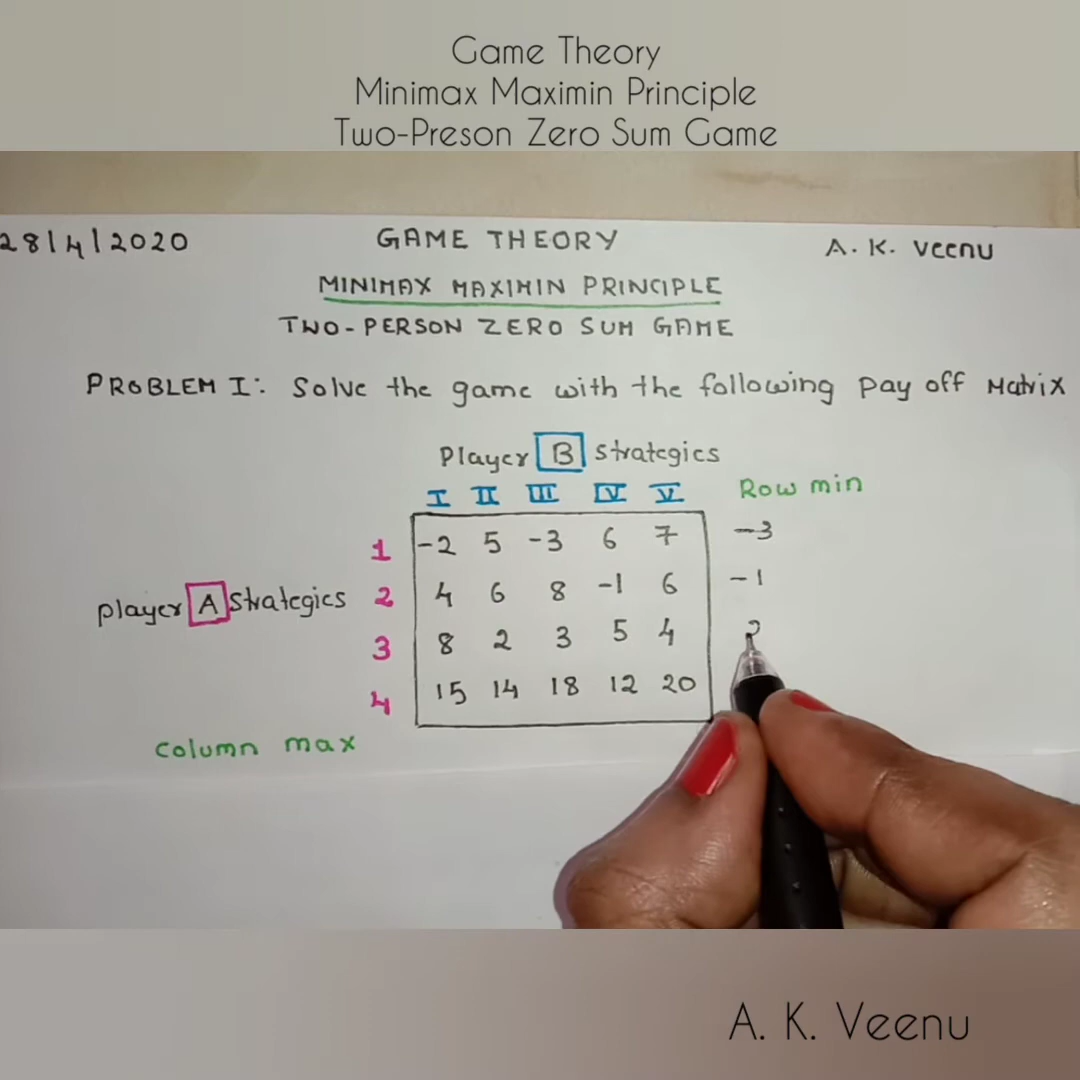 Game Theory
Minimax Maximin Principle
Two-Preson Zero Sum Game
28/4/2020 GAME THEORY A. K. Veenu
MINIMAX MAXIMIN PRINCIPLE
TWO-PERSON ZERO SUM GAME
PROBLEM I: Solve the game with the following pay off Matrix
Player B Strategies
I II III IV V Row min
1 -2 5 -3 6 7 -3
Player A Strategies 2 4 6 8 -1 6 -1
3 8 2 3 5 4
4 15 14 18 12 20
Column max
A. K. Veenu